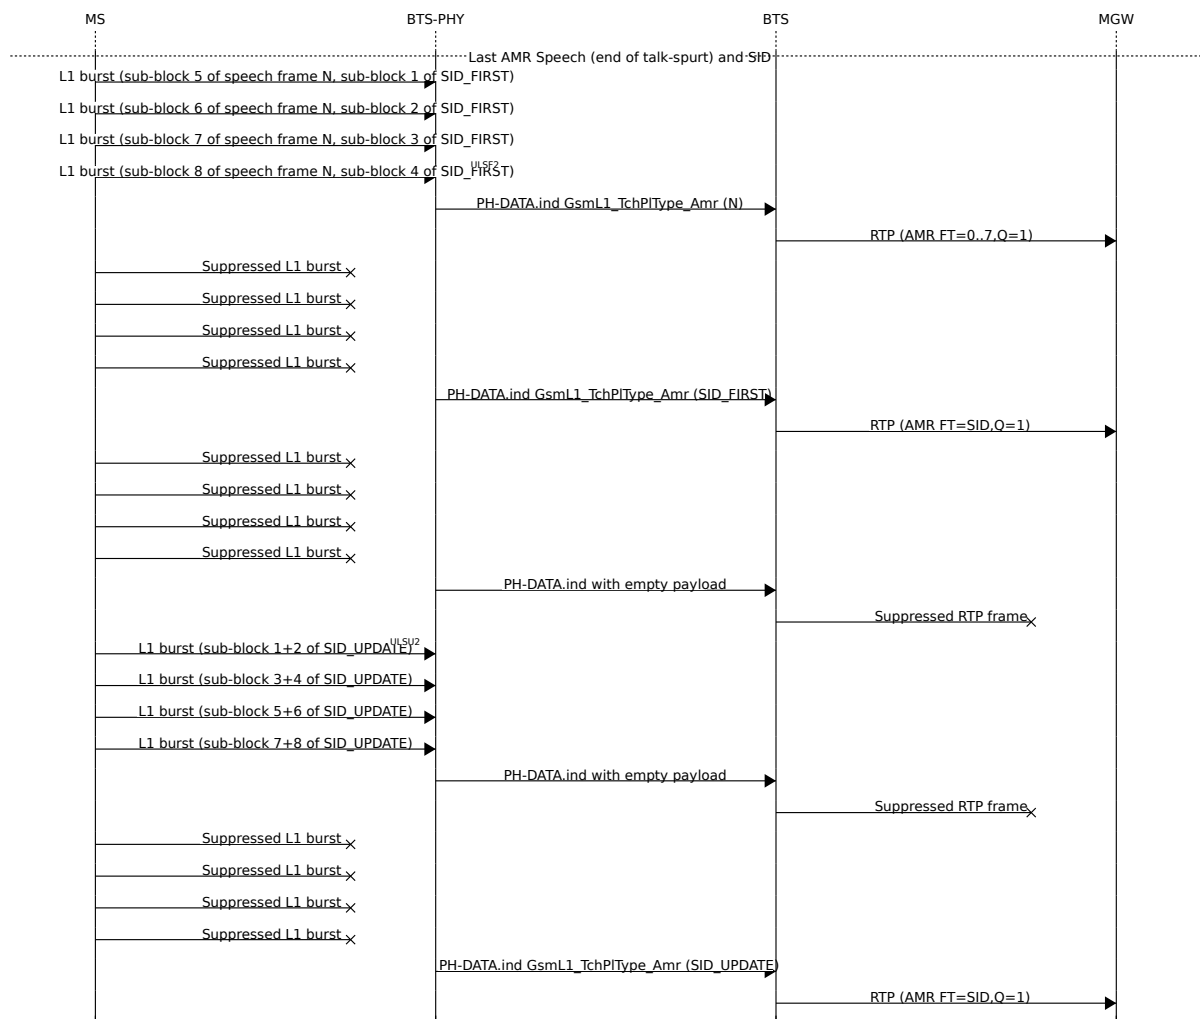 MS BTS-PHY BTS MGW
Last AMR Speech (end of talk-spurt) and SID
L1 burst (sub-block 5 of speech frame N, sub-block 1 of SID_FIRST)
L1 burst (sub-block 6 of speech frame N, sub-block 2 of SID_FIRST)
L1 burst (sub-block 7 of speech frame N, sub-block 3 of SID_FIRST)
ULSF2
L1 burst (sub-block 8 of speech frame N, sub-block 4 of SID_FIRST)
PH-DATA.ind GsmL1_TchPlType_Amr (N)
RTP (AMR FT=0..7,Q=1)
Suppressed L1 burst
Suppressed L1 burst
Suppressed L1 burst
Suppressed L1 burst
PH-DATA.ind GsmL1_TchPlType_Amr (SID_FIRST)
RTP (AMR FT=SID,Q=1)
Suppressed L1 burst
Suppressed L1 burst
Suppressed L1 burst
Suppressed L1 burst
PH-DATA.ind with empty payload
Suppressed RTP frame
ULSU2
L1 burst (sub-block 1+2 of SID_UPDATE)
L1 burst (sub-block 3+4 of SID_UPDATE)
L1 burst (sub-block 5+6 of SID_UPDATE)
L1 burst (sub-block 7+8 of SID_UPDATE)
PH-DATA.ind with empty payload
Suppressed RTP frame
Suppressed L1 burst
Suppressed L1 burst
Suppressed L1 burst
Suppressed L1 burst
PH-DATA.ind GsmL1_TchPlType_Amr (SID_UPDATE)
RTP (AMR FT=SID,Q=1)